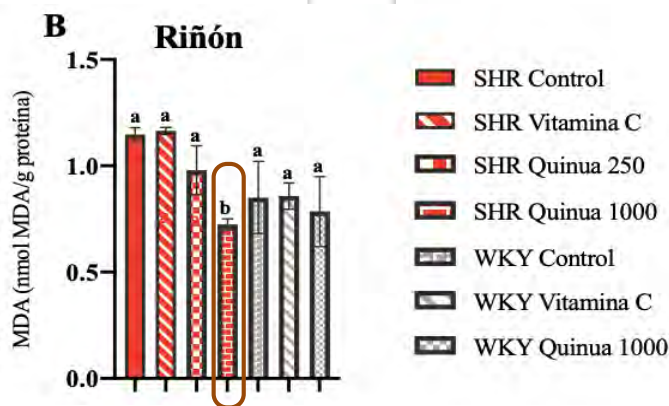 B
Riñón
MDA (nmol MDA/g proteína)
1.5
1.0
0.5
0.0
a
a
a
b
a
a
a
SHR Control
SHR Vitamina C
SHR Quinua 250
SHR Quinua 1000
WKY Control
WKY Vitamina C
WKY Quinua 1000